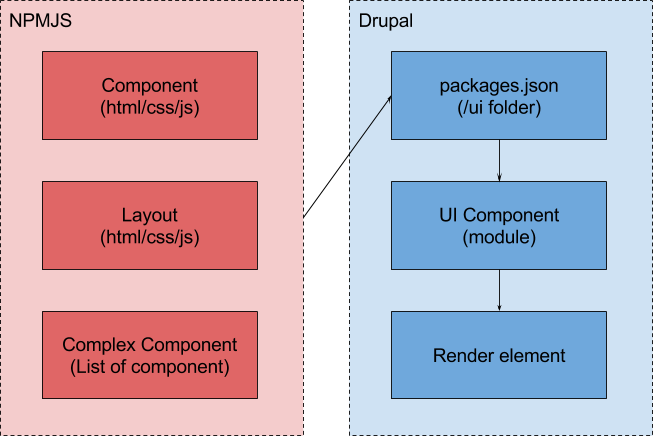 NPMJS
Component
(html/css/js)
Layout
(html/css/js)
Complex Component
(List of component)
Drupal
packages.json
(/ui folder)
UI Component
(module)
Render element